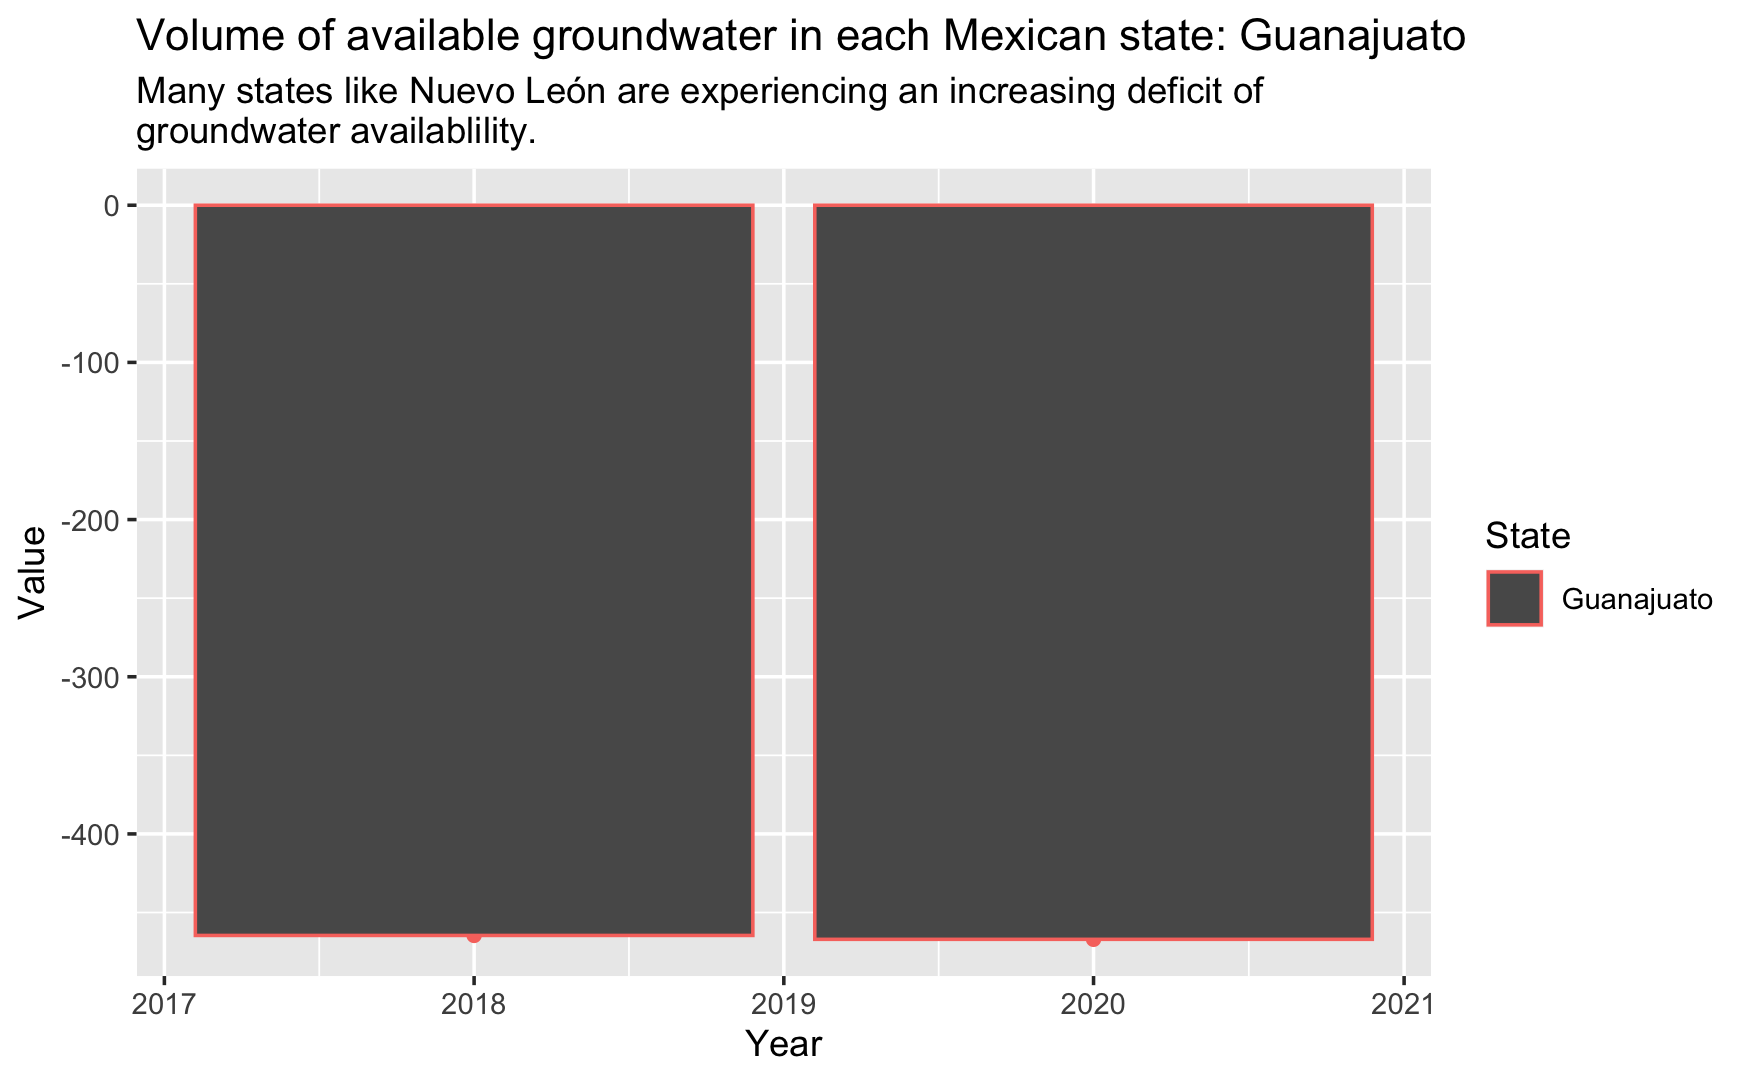 Volume of available groundwater in each Mexican state: Guanajuato
Many states like Nuevo León are experiencing an increasing deficit of
groundwater availablility.
0
-100
-200
-300
-400
Value
2017 2018 2019 2020 2021
Year
State
Guanajuato